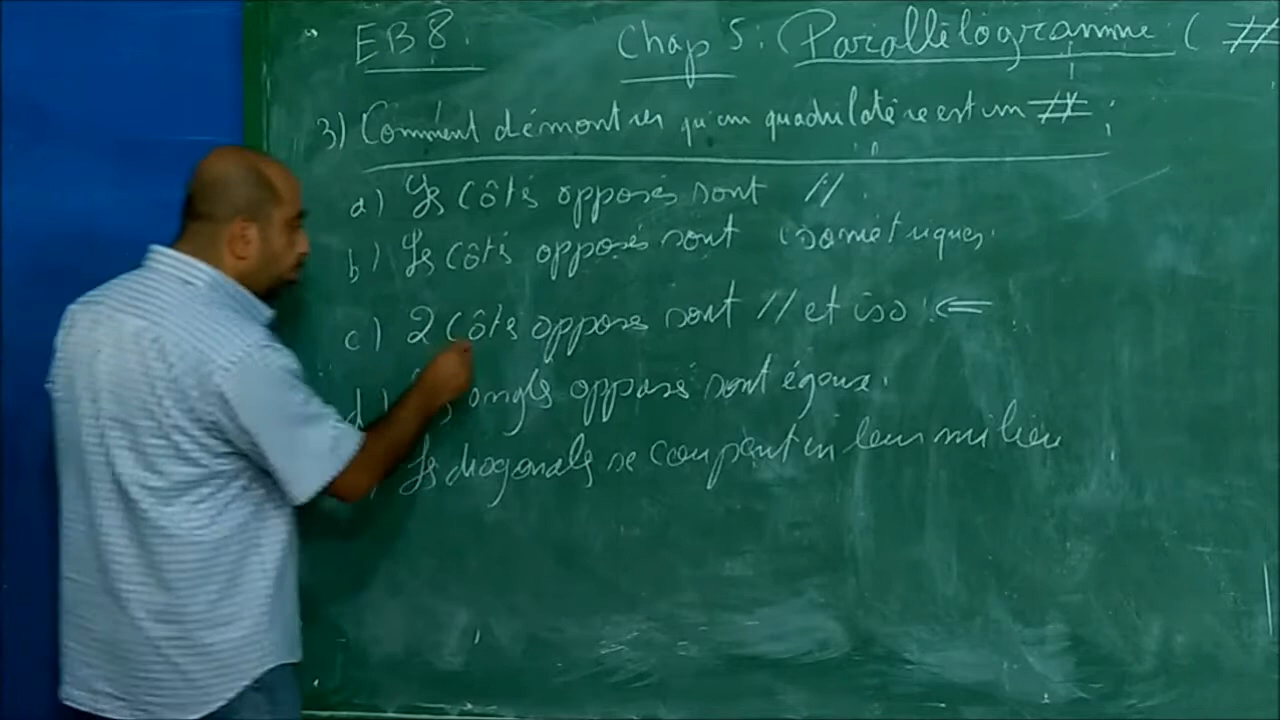 EB8. Chap 5: Parallélogramme ( #
3) Comment démontrer qu'un quadrilatère est un # :
a) Les côtés opposés sont // .
b) Les côtés opposés sont isométriques.
c) 2 côtés opposés sont // et iso. ⇐
d) angles opposés sont égaux.
Les diagonales se coupent en leur milieu